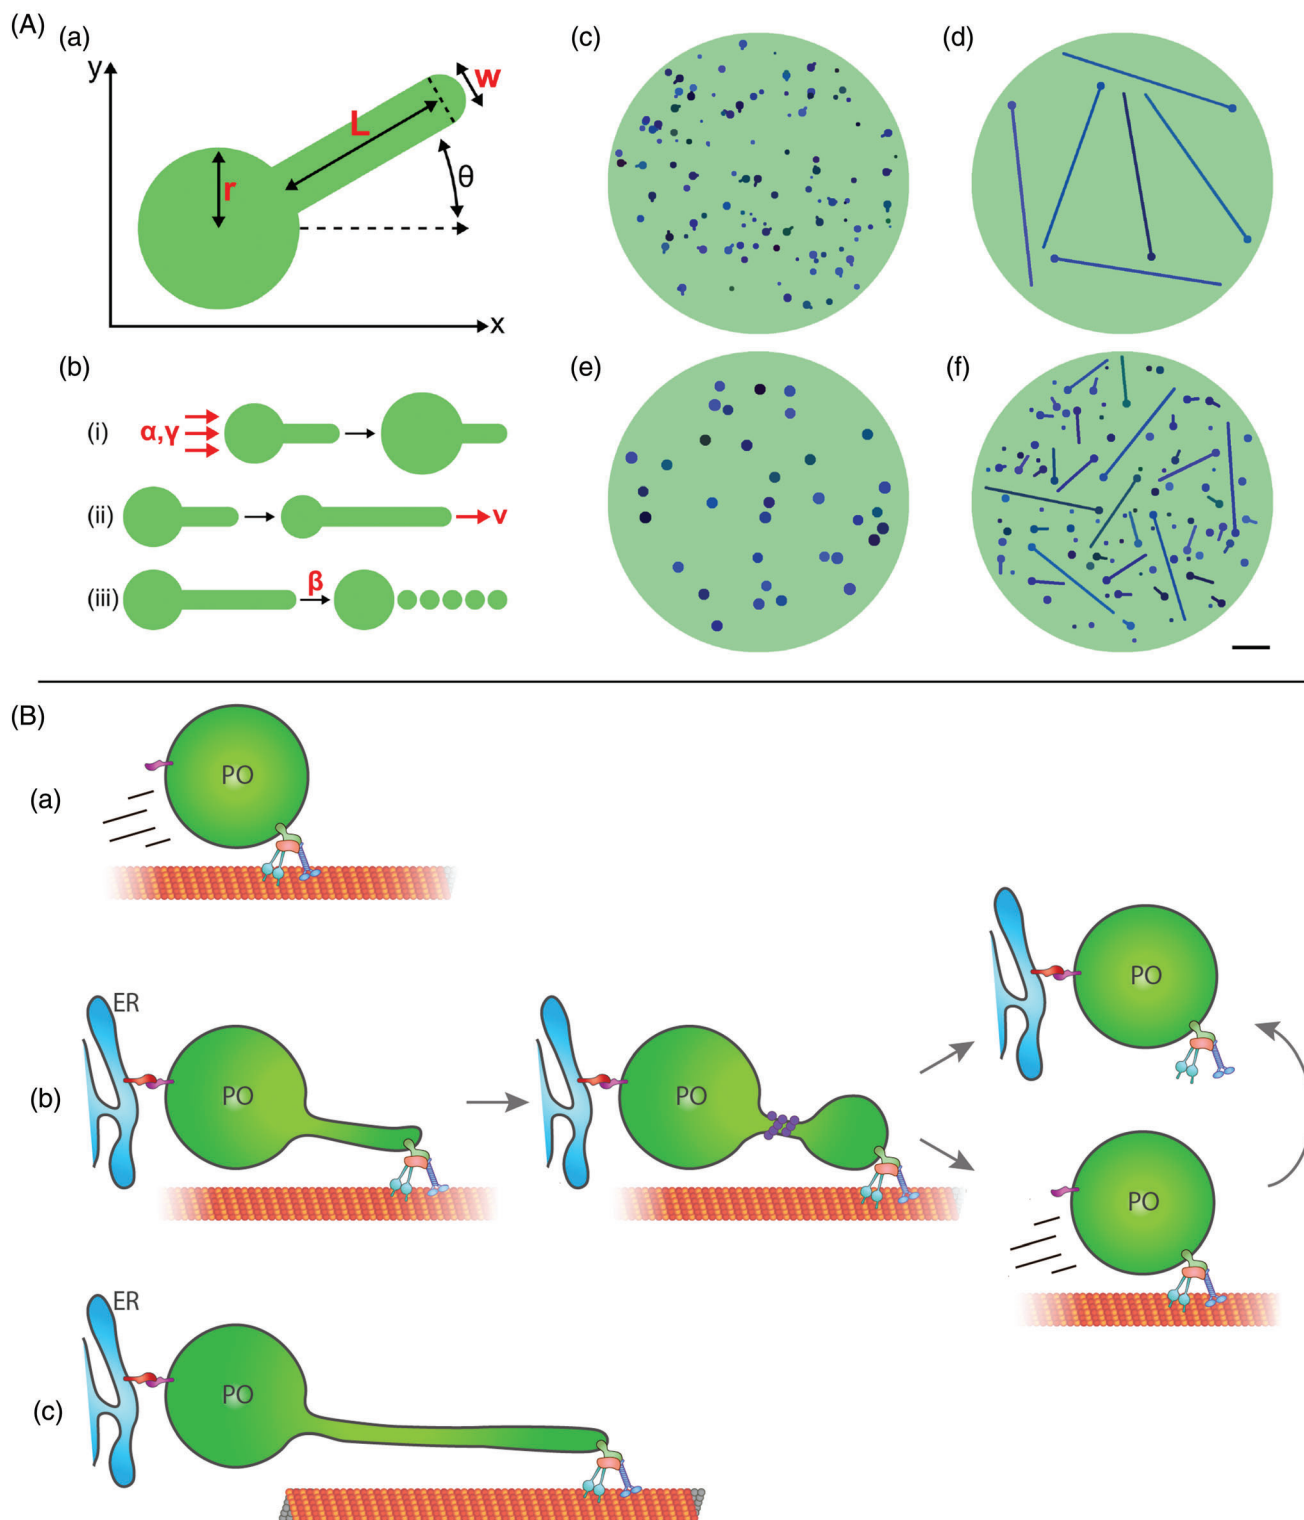 (A)
(a)
y
r
L
w
θ
x
(b)
(i)
α,γ
(ii)
v
(iii)
β
(c)
(d)
(e)
(f)
(B)
(a)
PO
(b)
ER
PO
PO
PO
PO
(c)
ER
PO